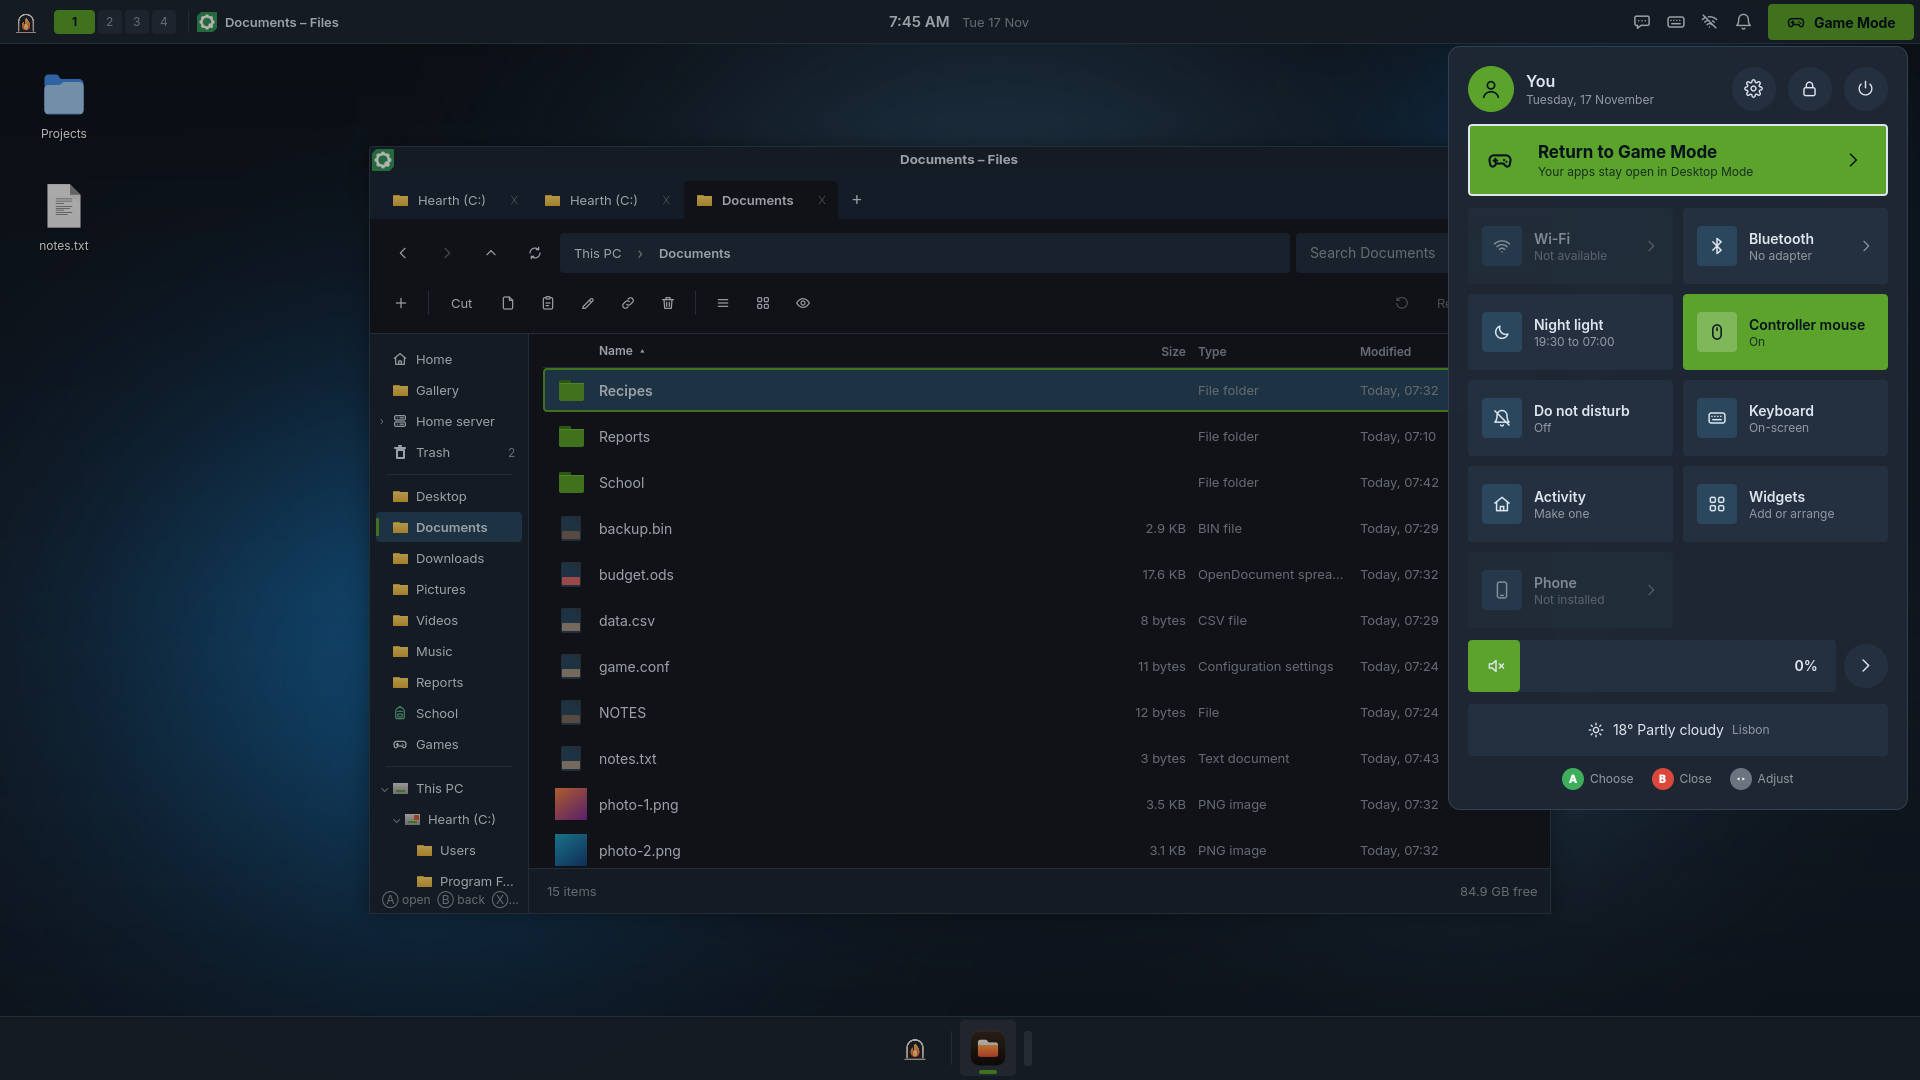 1 2 3 4 Documents – Files 7:45 AM Tue 17 Nov Game Mode
Projects
notes.txt
Documents – Files
Hearth (C:) X Hearth (C:) X Documents X +
This PC › Documents Search Documents
Cut
Home
Gallery
Home server
Trash 2
Desktop
Documents
Downloads
Pictures
Videos
Music
Reports
School
Games
This PC
Hearth (C:)
Users
Program F...
A open B back X...
Name Size Type Modified
Recipes File folder Today, 07:32
Reports File folder Today, 07:10
School File folder Today, 07:42
backup.bin 2.9 KB BIN file Today, 07:29
budget.ods 17.6 KB OpenDocument sprea... Today, 07:32
data.csv 8 bytes CSV file Today, 07:29
game.conf 11 bytes Configuration settings Today, 07:24
NOTES 12 bytes File Today, 07:24
notes.txt 3 bytes Text document Today, 07:43
photo-1.png 3.5 KB PNG image Today, 07:32
photo-2.png 3.1 KB PNG image Today, 07:32
15 items 84.9 GB free
You
Tuesday, 17 November
Return to Game Mode
Your apps stay open in Desktop Mode
Wi-Fi
Not available
Bluetooth
No adapter
Night light
19:30 to 07:00
Controller mouse
On
Do not disturb
Off
Keyboard
On-screen
Activity
Make one
Widgets
Add or arrange
Phone
Not installed
0%
18° Partly cloudy Lisbon
A Choose B Close Adjust